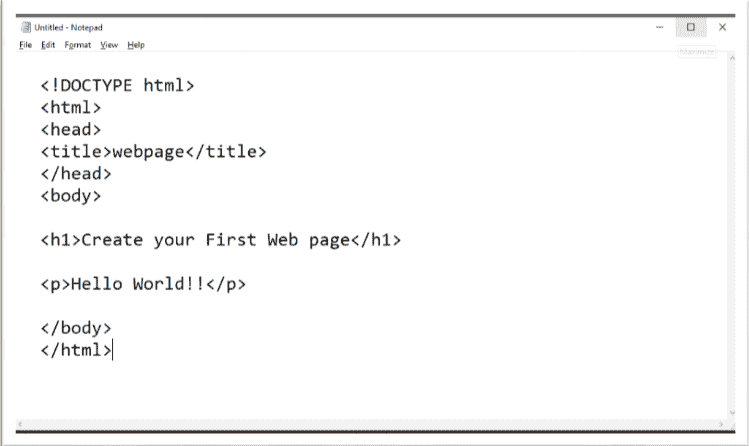 Untitled - Notepad
File Edit Format View Help
Maximize
<!DOCTYPE html>
<html>
<head>
<title>webpage</title>
</head>
<body>
<h1>Create your First Web page</h1>
<p>Hello World!!</p>
</body>
</html>